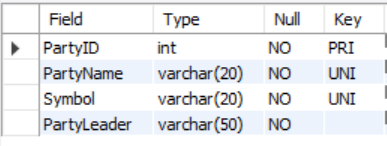 Field Type Null Key
PartyID int NO PRI
PartyName varchar(20) NO UNI
Symbol varchar(20) NO UNI
PartyLeader varchar(50) NO